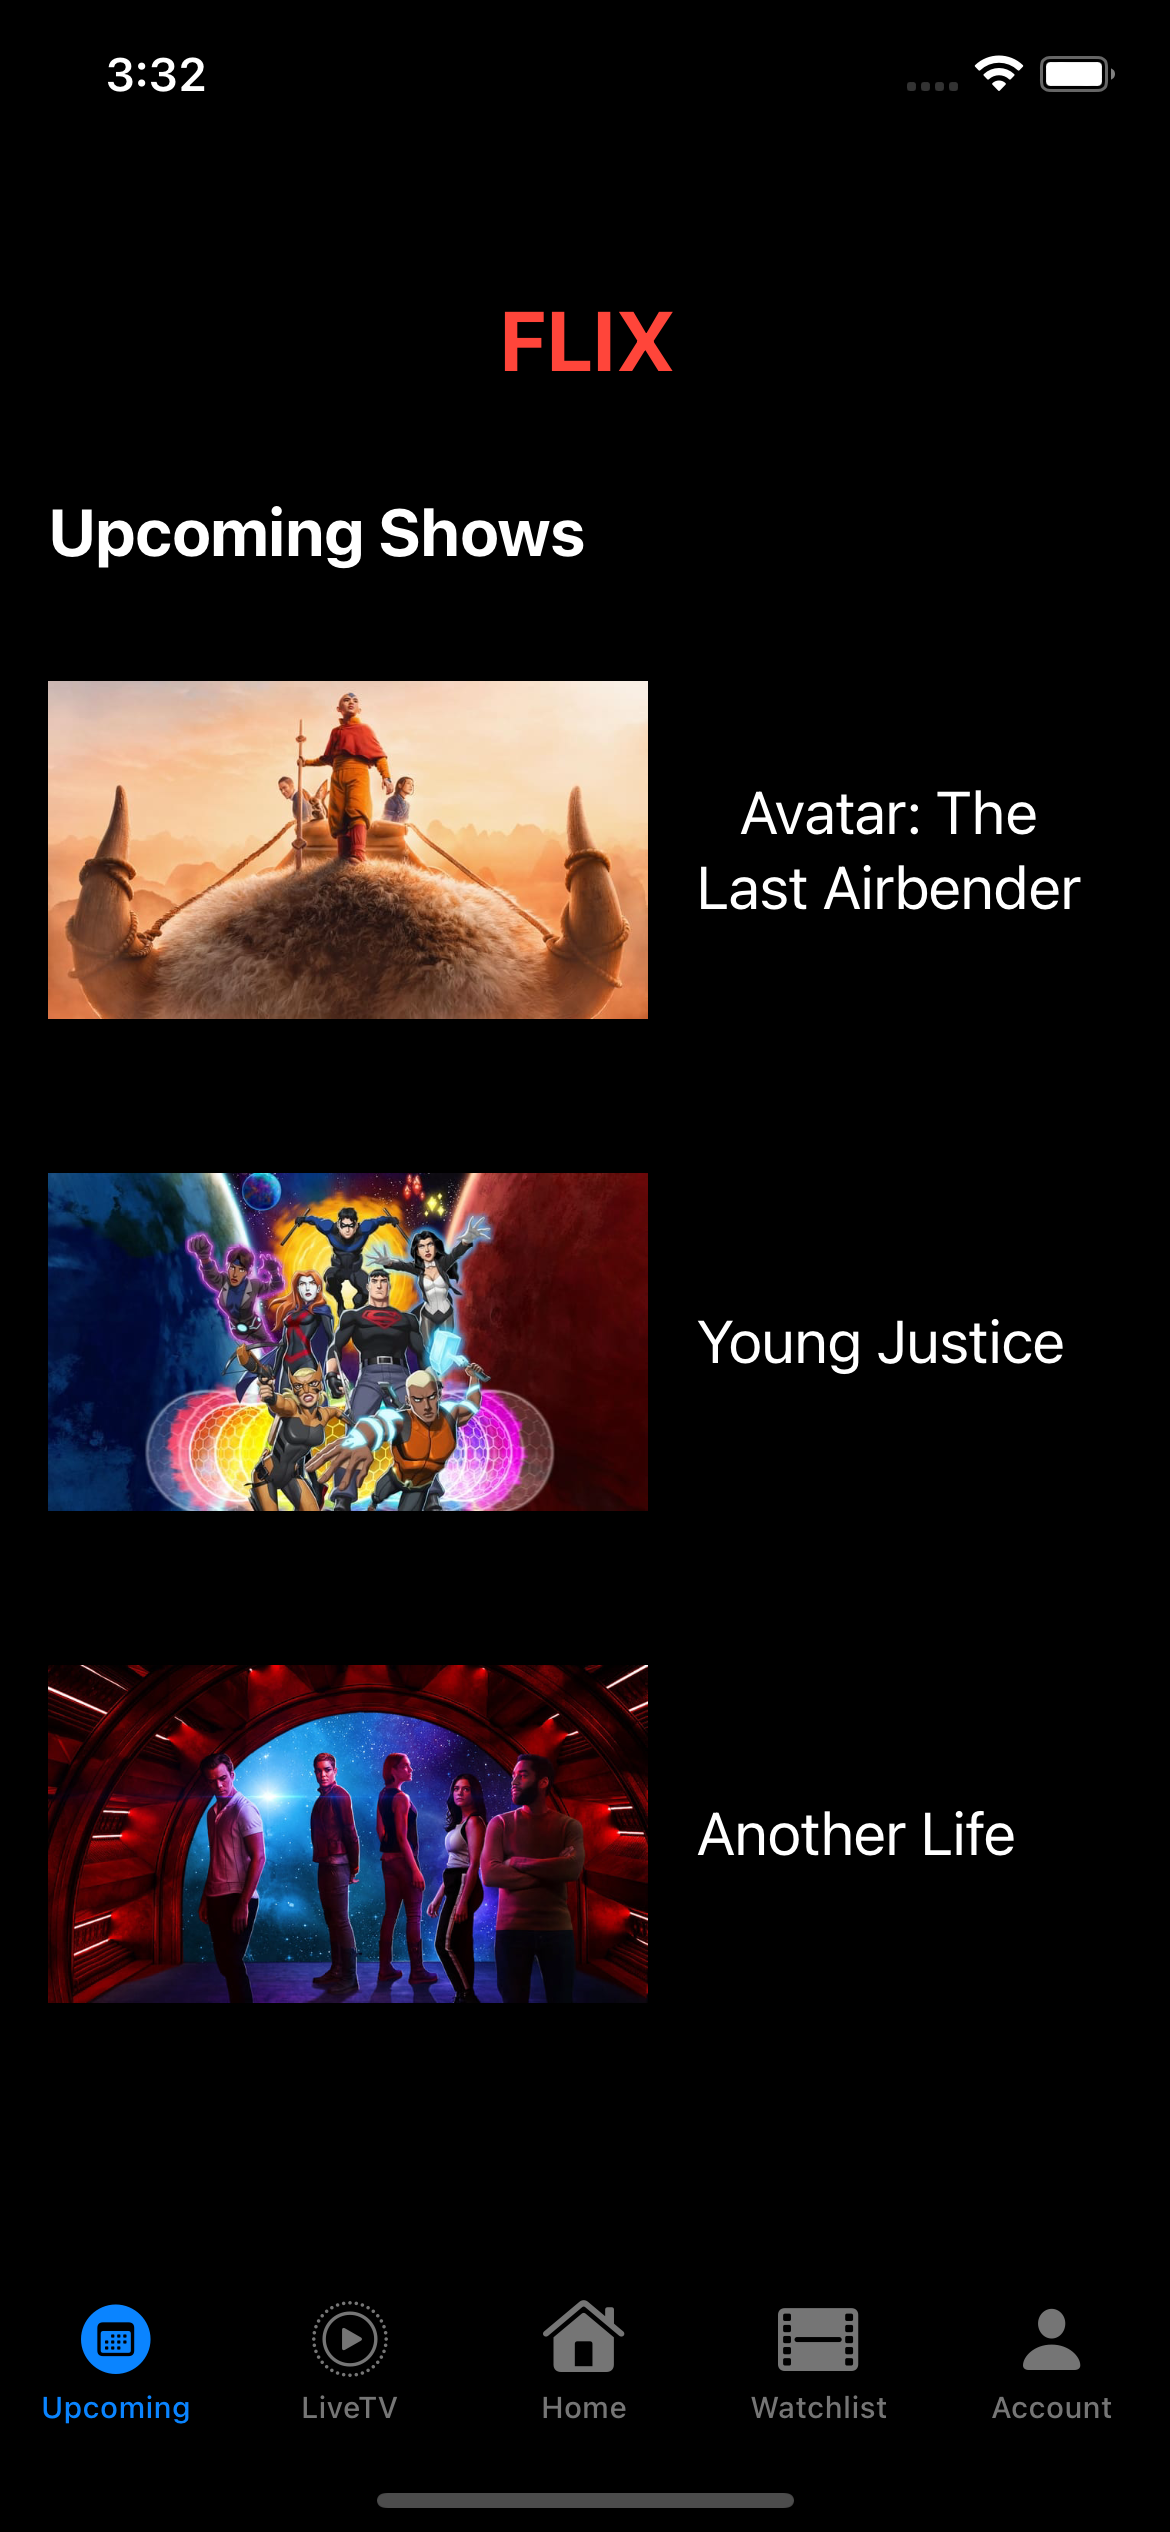 3:32
FLIX
Upcoming Shows
Avatar: The
Last Airbender
Young Justice
Another Life
Upcoming
LiveTV
Home
Watchlist
Account